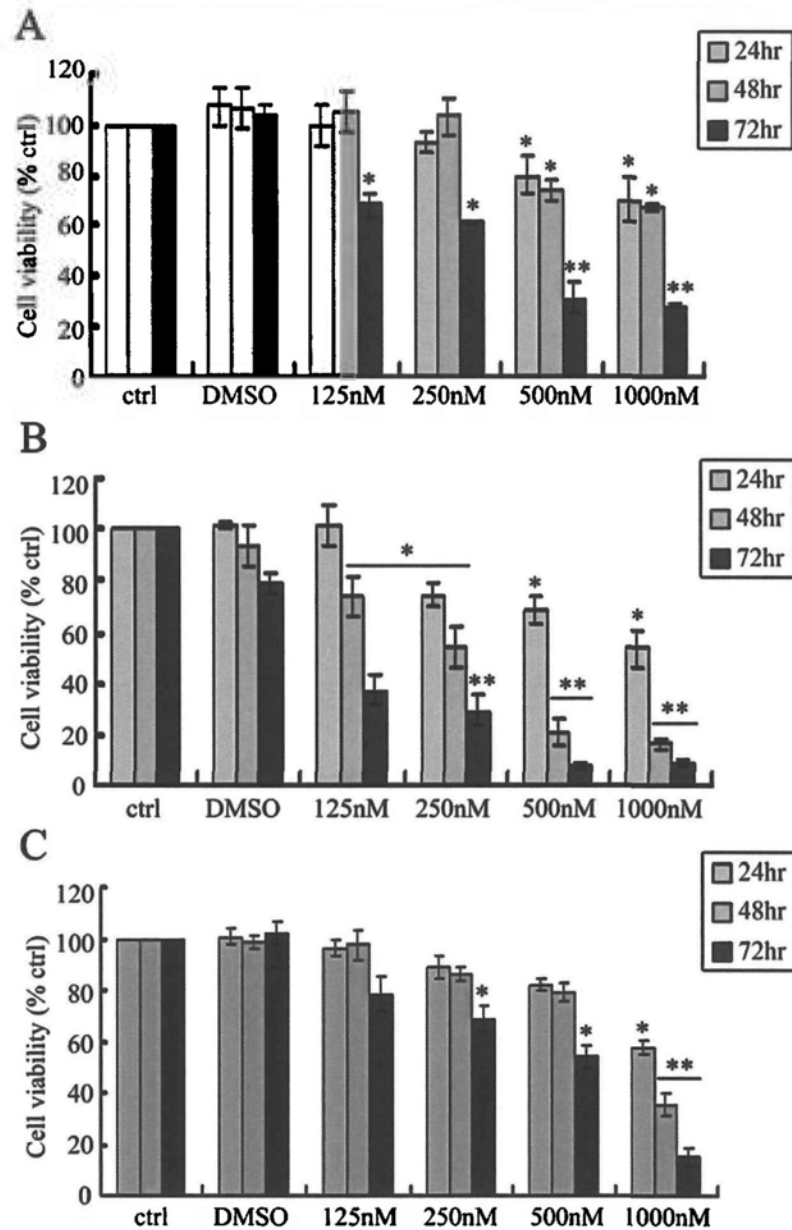 A
24hr
48hr
72hr
Cell viability (% ctrl)
120
100
80
60
40
20
0
* * * ** * * **
ctrl DMSO 125nM 250nM 500nM 1000nM
B
24hr
48hr
72hr
Cell viability (% ctrl)
120
100
80
60
40
20
0
* ** * ** * **
ctrl DMSO 125nM 250nM 500nM 1000nM
C
24hr
48hr
72hr
Cell viability (% ctrl)
120
100
80
60
40
20
0
* * * **
ctrl DMSO 125nM 250nM 500nM 1000nM